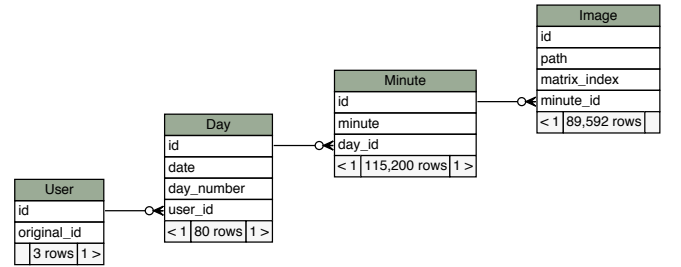 User
id
original_id
3 rows 1 >
Day
id
date
day_number
user_id
< 1 80 rows 1 >
Minute
id
minute
day_id
< 1 115,200 rows 1 >
Image
id
path
matrix_index
minute_id
< 1 89,592 rows